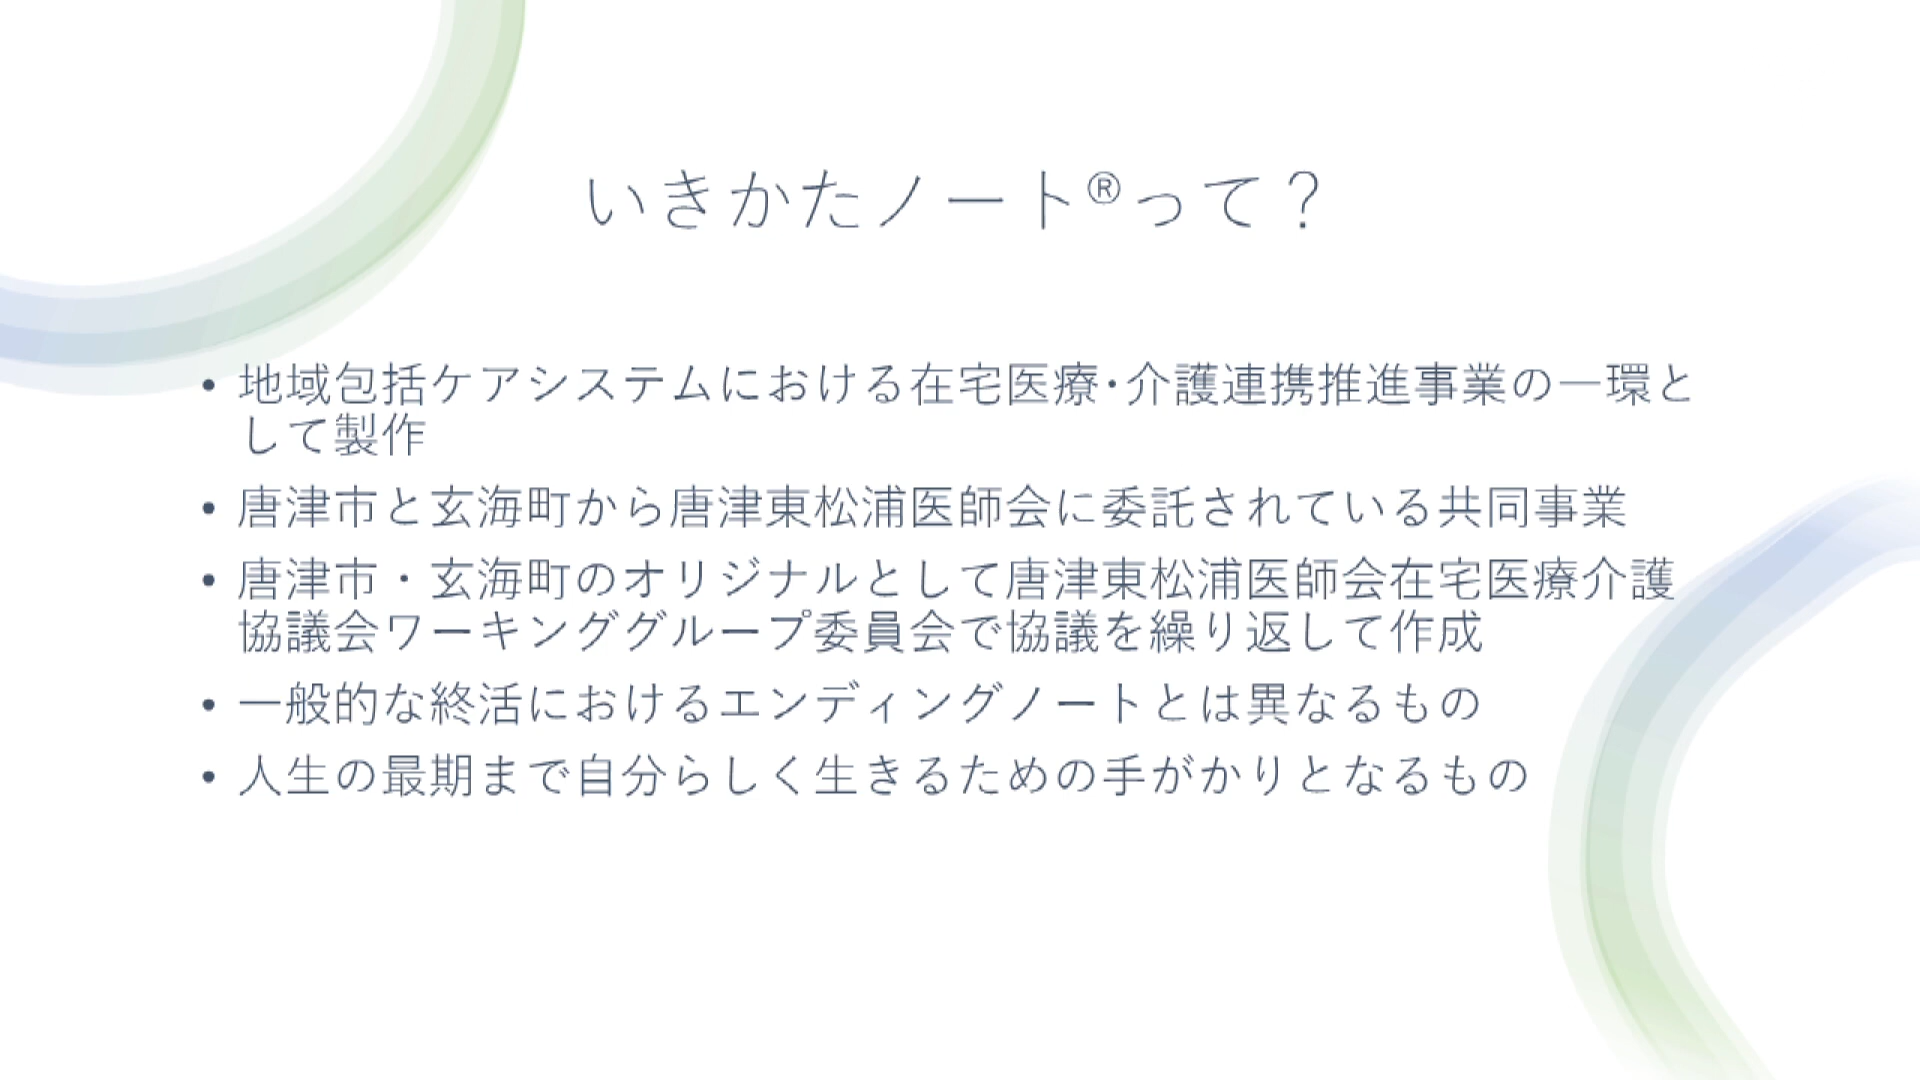 いきかたノート®って？
• 地域包括ケアシステムにおける在宅医療･介護連携推進事業の一環と
して製作
• 唐津市と玄海町から唐津東松浦医師会に委託されている共同事業
• 唐津市・玄海町のオリジナルとして唐津東松浦医師会在宅医療介護
協議会ワーキンググループ委員会で協議を繰り返して作成
• 一般的な終活におけるエンディングノートとは異なるもの
• 人生の最期まで自分らしく生きるための手がかりとなるもの